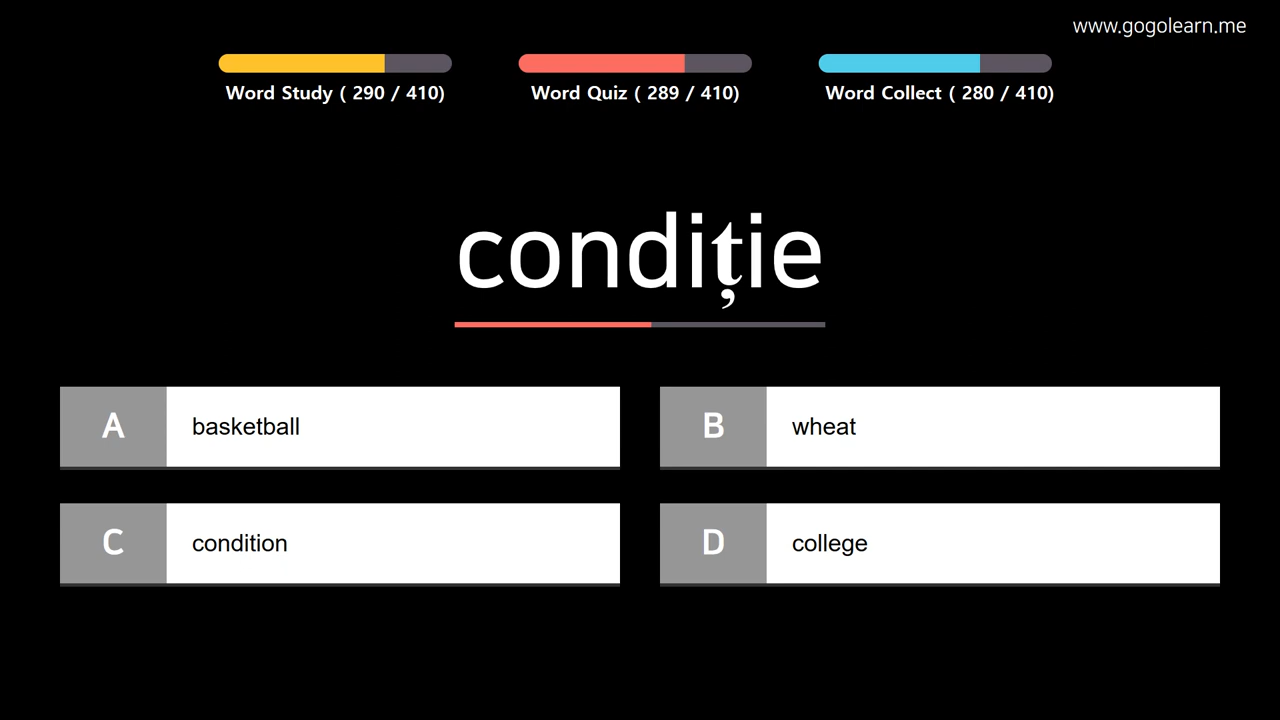 www.gogolearn.me
Word Study ( 290 / 410)
Word Quiz ( 289 / 410)
Word Collect ( 280 / 410)
condiție
A basketball
B wheat
C condition
D college